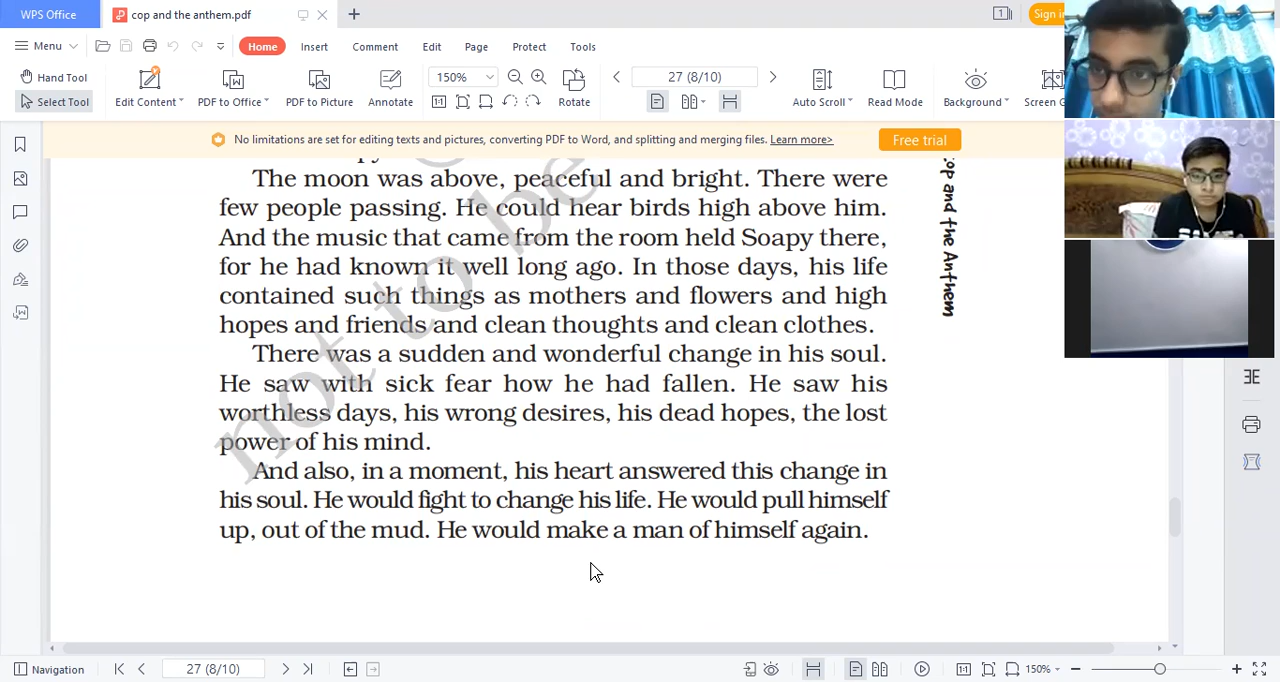 WPS Office
cop and the anthem.pdf
Sign in
Menu
Home
Insert
Comment
Edit
Page
Protect
Tools
Hand Tool
Select Tool
Edit Content
PDF to Office
PDF to Picture
Annotate
150%
27 (8/10)
Rotate
Auto Scroll
Read Mode
Background
Screen G
No limitations are set for editing texts and pictures, converting PDF to Word, and splitting and merging files. Learn more>
Free trial
The moon was above, peaceful and bright. There were
few people passing. He could hear birds high above him.
And the music that came from the room held Soapy there,
for he had known it well long ago. In those days, his life
contained such things as mothers and flowers and high
hopes and friends and clean thoughts and clean clothes.
There was a sudden and wonderful change in his soul.
He saw with sick fear how he had fallen. He saw his
worthless days, his wrong desires, his dead hopes, the lost
power of his mind.
And also, in a moment, his heart answered this change in
his soul. He would fight to change his life. He would pull himself
up, out of the mud. He would make a man of himself again.
op and the Anthem
not to be
Navigation
27 (8/10)
150%